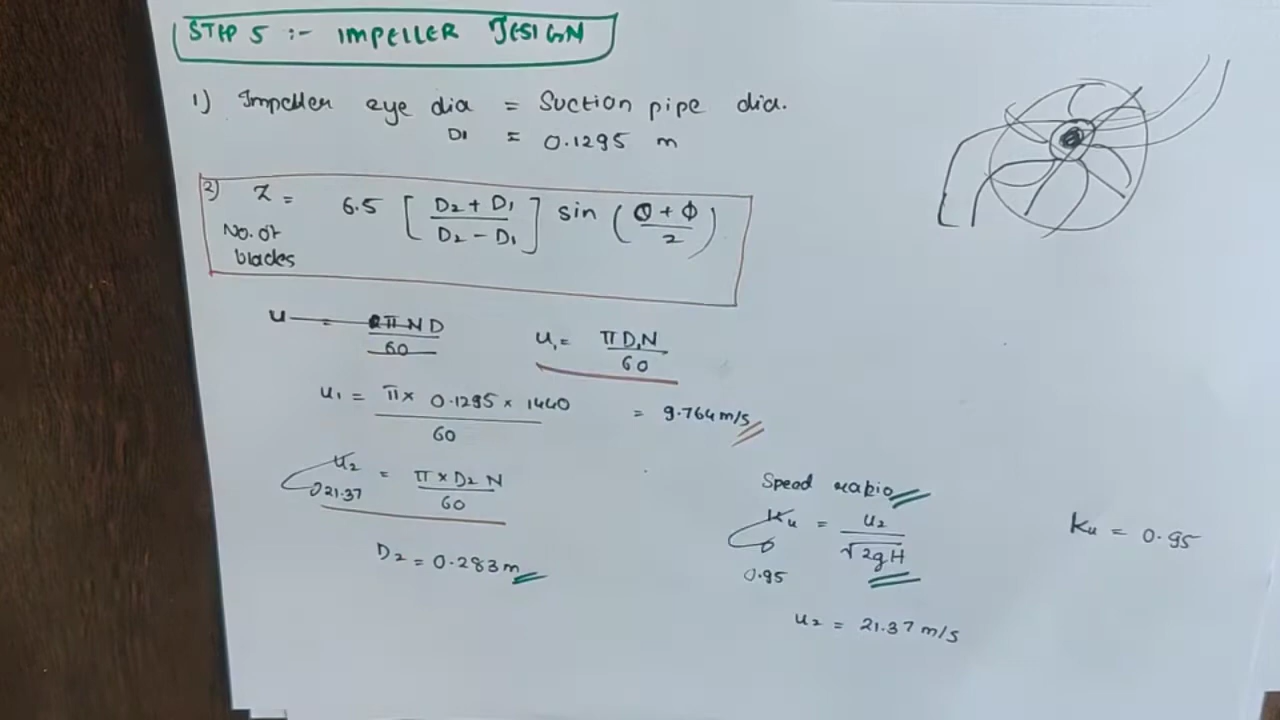 STEP 5 :- IMPELLER DESIGN
1) Impeller eye dia = Suction pipe dia.
D1 = 0.1295 m
2) Z = 6.5 [ D2 + D1 / D2 - D1 ] sin ( θ + φ / 2 )
No. of
blades
u = 2πND / 60
u1 = πD1N / 60
u1 = π × 0.1295 × 1440 / 60 = 9.764 m/s
u2 = π × D2 N / 60
21.37
D2 = 0.283 m
Speed ratio
Ku = u2 / √2gH
0.95
u2 = 21.37 m/s
Ku = 0.95